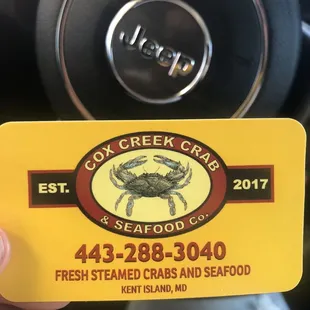 Jeep
COX CREEK CRAB
EST. 2017
& SEAFOOD Co.
443-288-3040
FRESH STEAMED CRABS AND SEAFOOD
KENT ISLAND, MD